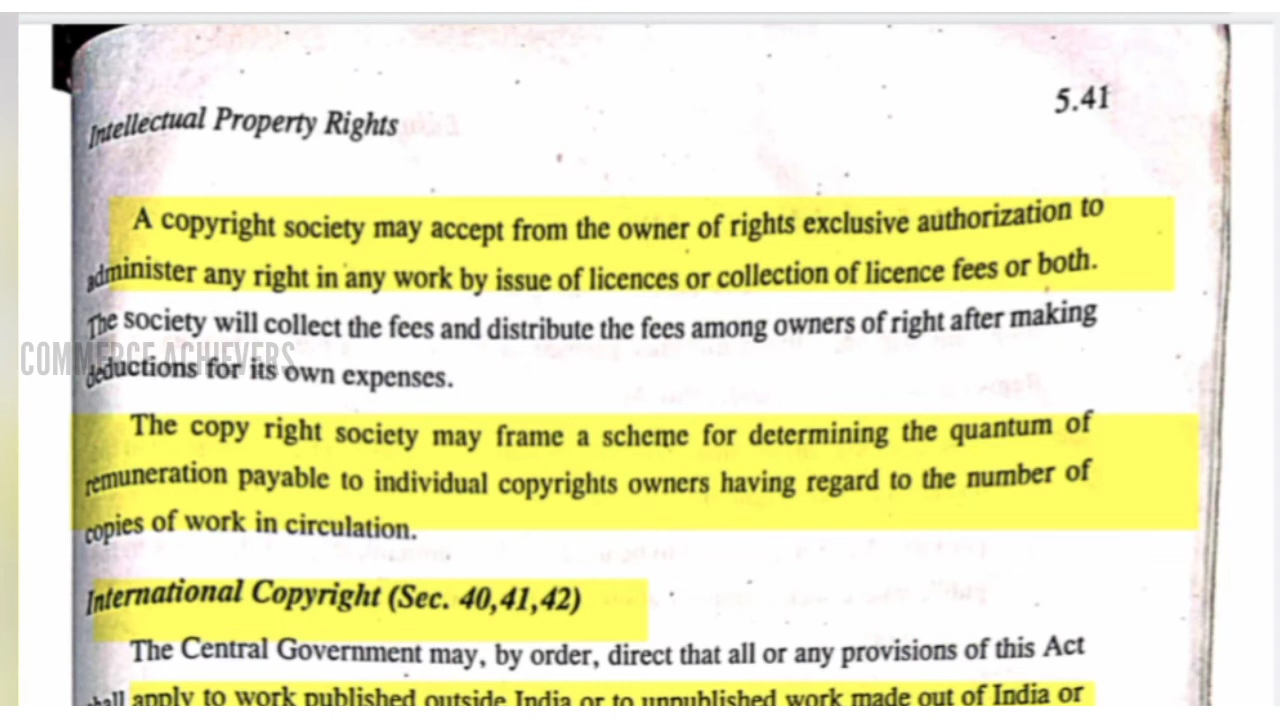 Intellectual Property Rights 5.41
A copyright society may accept from the owner of rights exclusive authorization to
administer any right in any work by issue of licences or collection of licence fees or both.
The society will collect the fees and distribute the fees among owners of right after making
COMMERCE ACHIEVERS
deductions for its own expenses.
The copy right society may frame a scheme for determining the quantum of
remuneration payable to individual copyrights owners having regard to the number of
copies of work in circulation.
International Copyright (Sec. 40,41,42)
The Central Government may, by order, direct that all or any provisions of this Act
shall apply to work published outside India or to unpublished work made out of India or